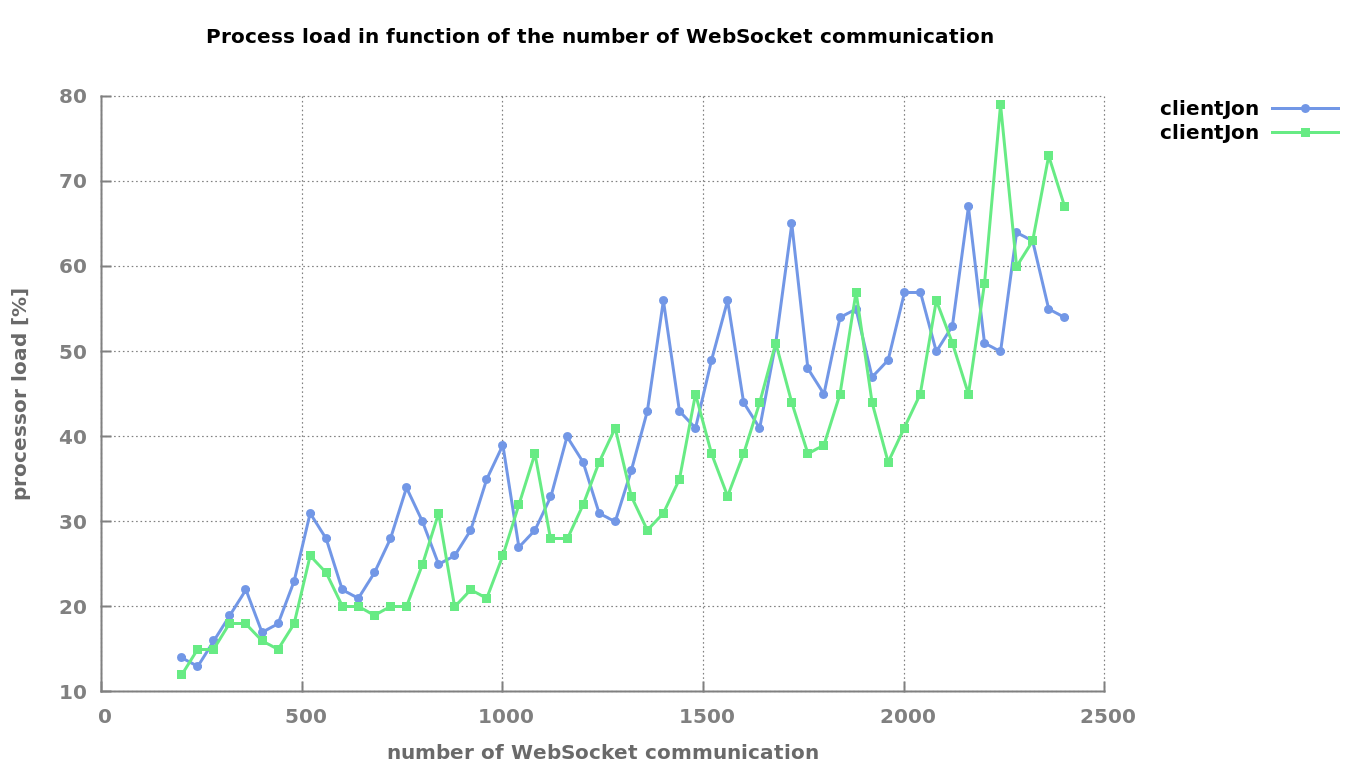 Process load in function of the number of WebSocket communication
80
70
60
50
40
30
20
10
processor load [%]
0 500 1000 1500 2000 2500
number of WebSocket communication
clientJon
clientJon